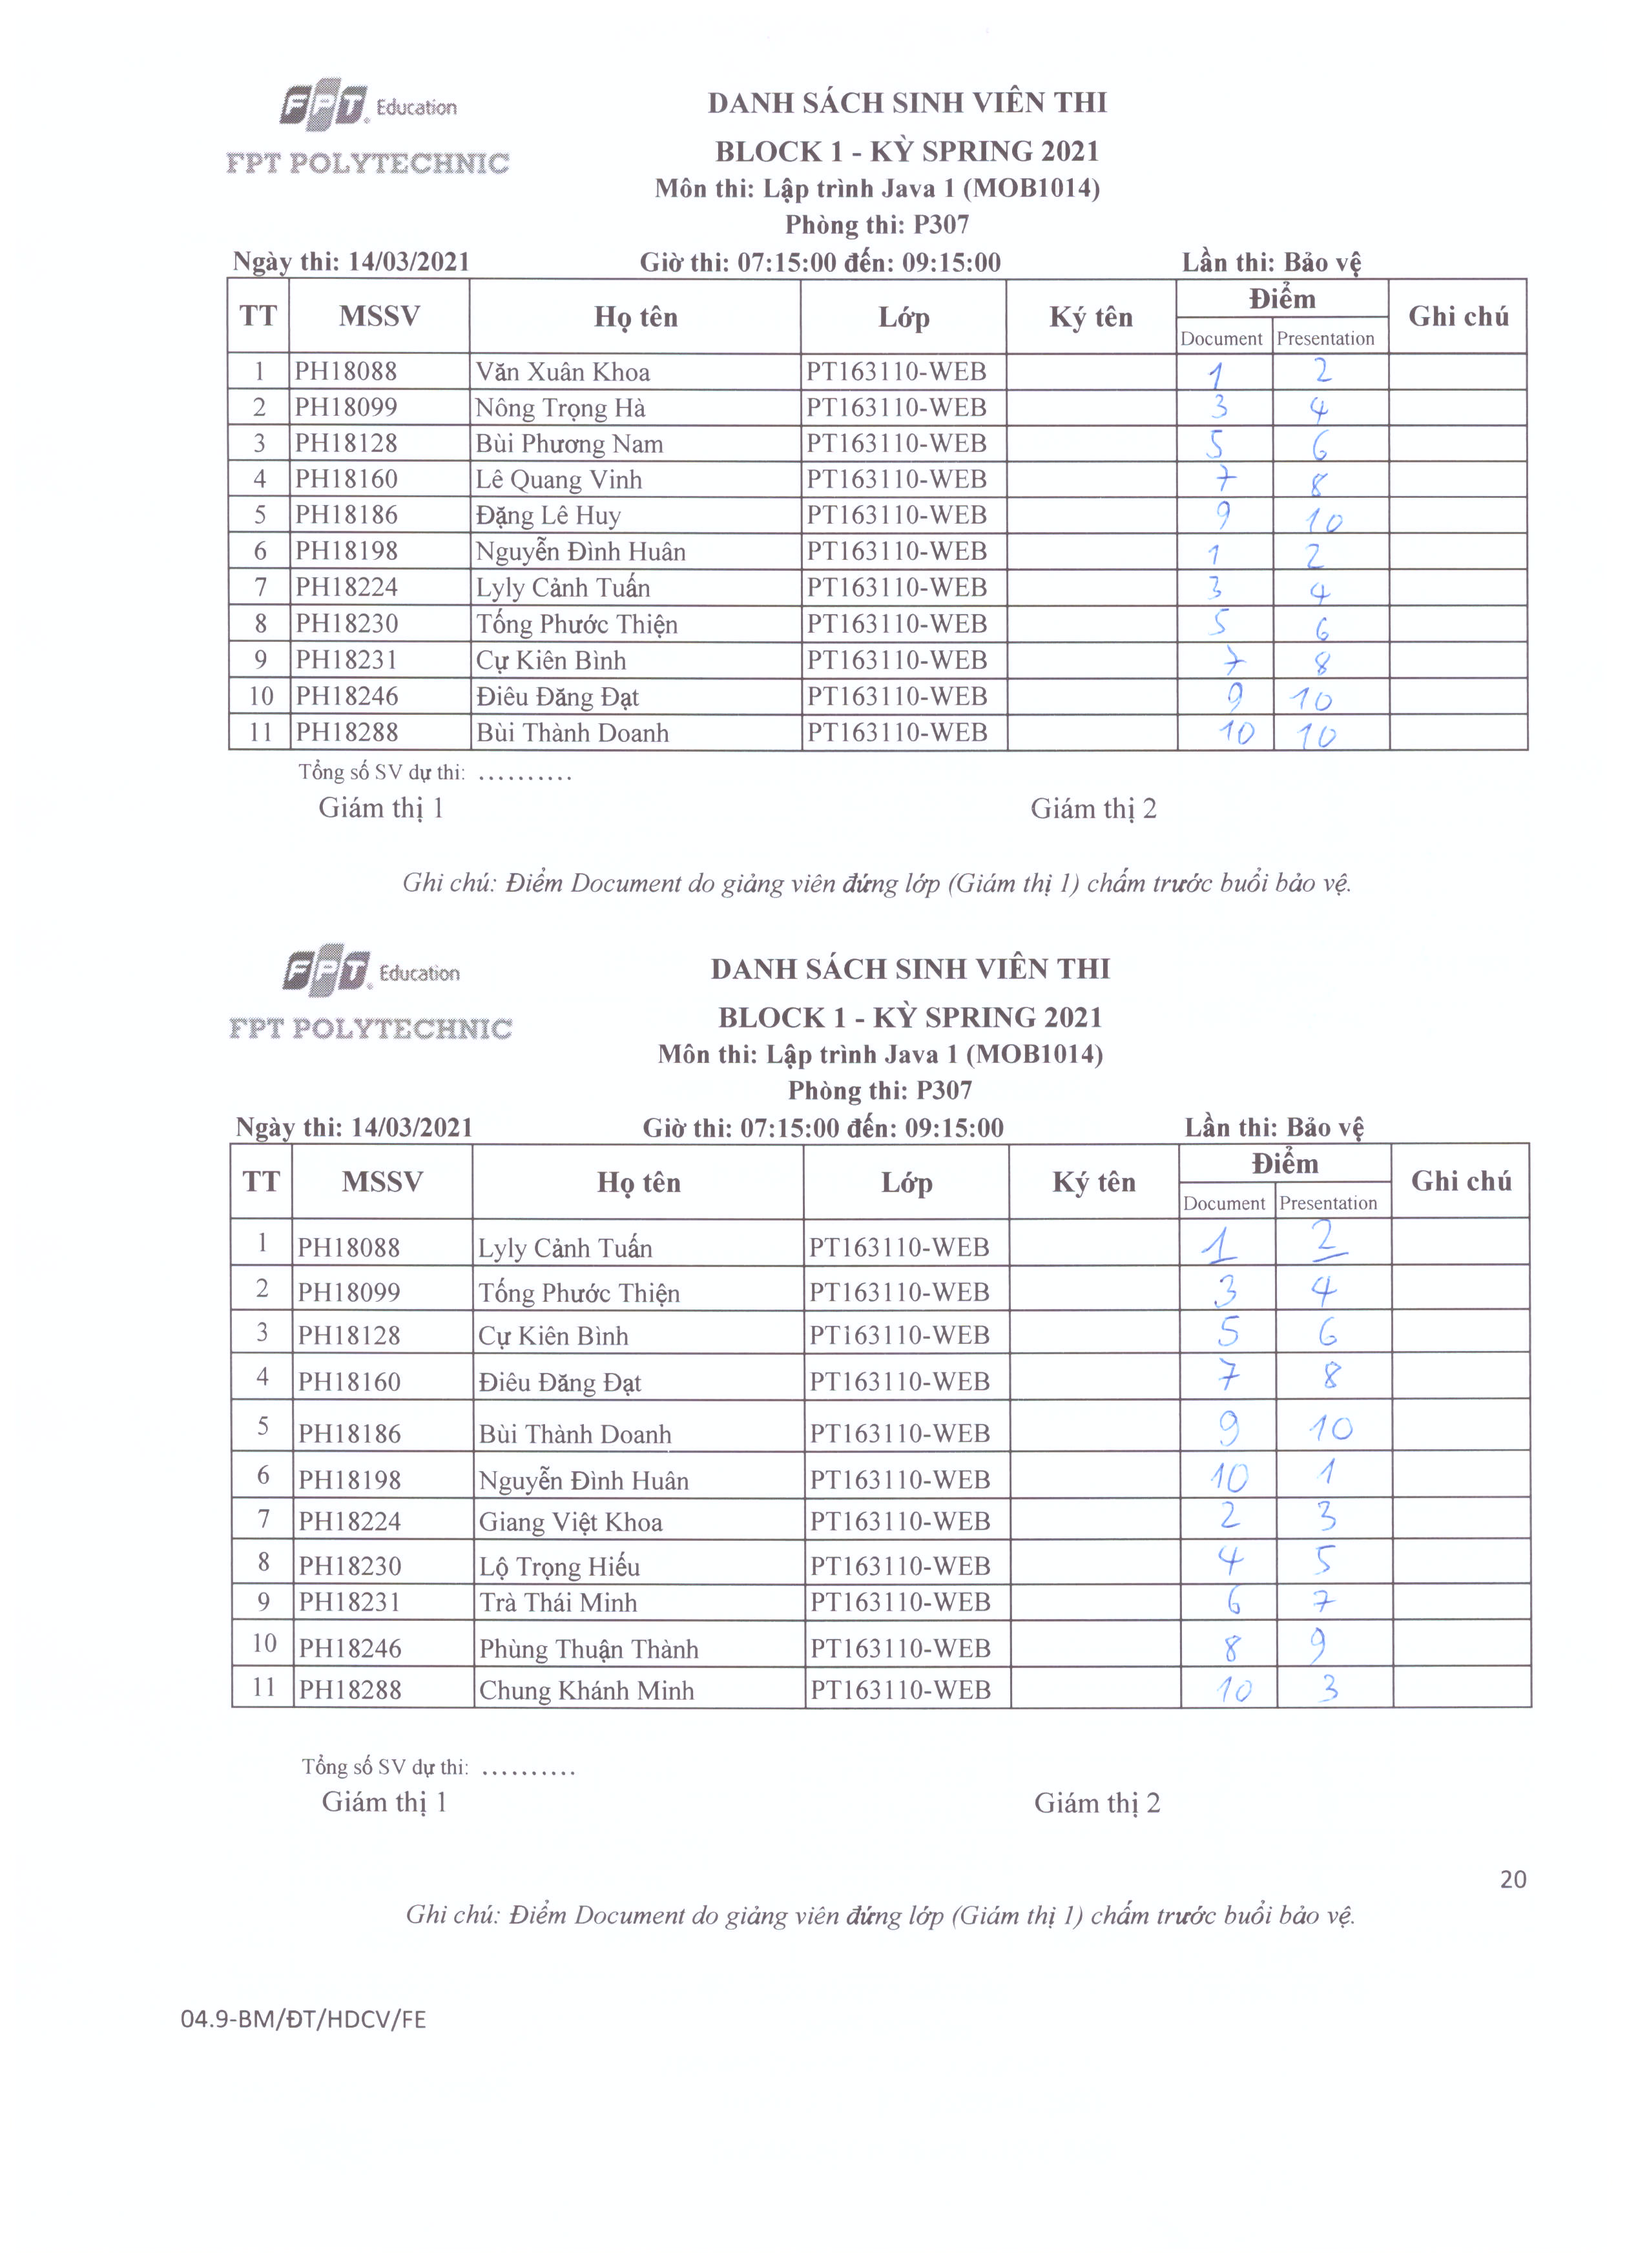 FPT Education
FPT POLYTECHNIC
DANH SÁCH SINH VIÊN THI
BLOCK 1 - KỲ SPRING 2021
Môn thi: Lập trình Java 1 (MOB1014)
Phòng thi: P307
Ngày thi: 14/03/2021 Giờ thi: 07:15:00 đến: 09:15:00 Lần thi: Bảo vệ
TT MSSV Họ tên Lớp Ký tên Điểm Ghi chú
Document Presentation
1 PH18088 Văn Xuân Khoa PT163110-WEB 1 2
2 PH18099 Nông Trọng Hà PT163110-WEB 3 4
3 PH18128 Bùi Phương Nam PT163110-WEB 5 6
4 PH18160 Lê Quang Vinh PT163110-WEB 7 8
5 PH18186 Đặng Lê Huy PT163110-WEB 9 10
6 PH18198 Nguyễn Đình Huân PT163110-WEB 1 2
7 PH18224 Lyly Cảnh Tuấn PT163110-WEB 3 4
8 PH18230 Tống Phước Thiện PT163110-WEB 5 6
9 PH18231 Cự Kiên Bình PT163110-WEB 7 8
10 PH18246 Điêu Đăng Đạt PT163110-WEB 9 10
11 PH18288 Bùi Thành Doanh PT163110-WEB 10 10
Tổng số SV dự thi: ..........
Giám thị 1 Giám thị 2
Ghi chú: Điểm Document do giảng viên đứng lớp (Giám thị 1) chấm trước buổi bảo vệ.
FPT Education
FPT POLYTECHNIC
DANH SÁCH SINH VIÊN THI
BLOCK 1 - KỲ SPRING 2021
Môn thi: Lập trình Java 1 (MOB1014)
Phòng thi: P307
Ngày thi: 14/03/2021 Giờ thi: 07:15:00 đến: 09:15:00 Lần thi: Bảo vệ
TT MSSV Họ tên Lớp Ký tên Điểm Ghi chú
Document Presentation
1 PH18088 Lyly Cảnh Tuấn PT163110-WEB 1 2
2 PH18099 Tống Phước Thiện PT163110-WEB 3 4
3 PH18128 Cự Kiên Bình PT163110-WEB 5 6
4 PH18160 Điêu Đăng Đạt PT163110-WEB 7 8
5 PH18186 Bùi Thành Doanh PT163110-WEB 9 10
6 PH18198 Nguyễn Đình Huân PT163110-WEB 10 1
7 PH18224 Giang Việt Khoa PT163110-WEB 2 3
8 PH18230 Lộ Trọng Hiếu PT163110-WEB 4 5
9 PH18231 Trà Thái Minh PT163110-WEB 6 7
10 PH18246 Phùng Thuận Thành PT163110-WEB 8 9
11 PH18288 Chung Khánh Minh PT163110-WEB 10 3
Tổng số SV dự thi: ..........
Giám thị 1 Giám thị 2
20
Ghi chú: Điểm Document do giảng viên đứng lớp (Giám thị 1) chấm trước buổi bảo vệ.
04.9-BM/ĐT/HDCV/FE